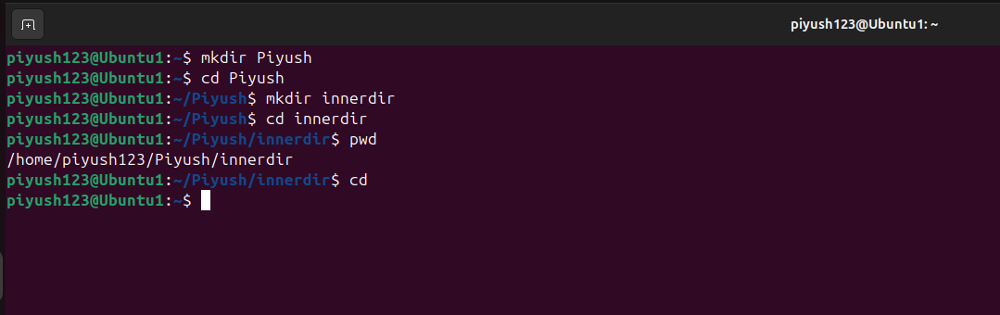 piyush123@Ubuntu1: ~
piyush123@Ubuntu1:~$ mkdir Piyush
piyush123@Ubuntu1:~$ cd Piyush
piyush123@Ubuntu1:~/Piyush$ mkdir innerdir
piyush123@Ubuntu1:~/Piyush$ cd innerdir
piyush123@Ubuntu1:~/Piyush/innerdir$ pwd
/home/piyush123/Piyush/innerdir
piyush123@Ubuntu1:~/Piyush/innerdir$ cd
piyush123@Ubuntu1:~$